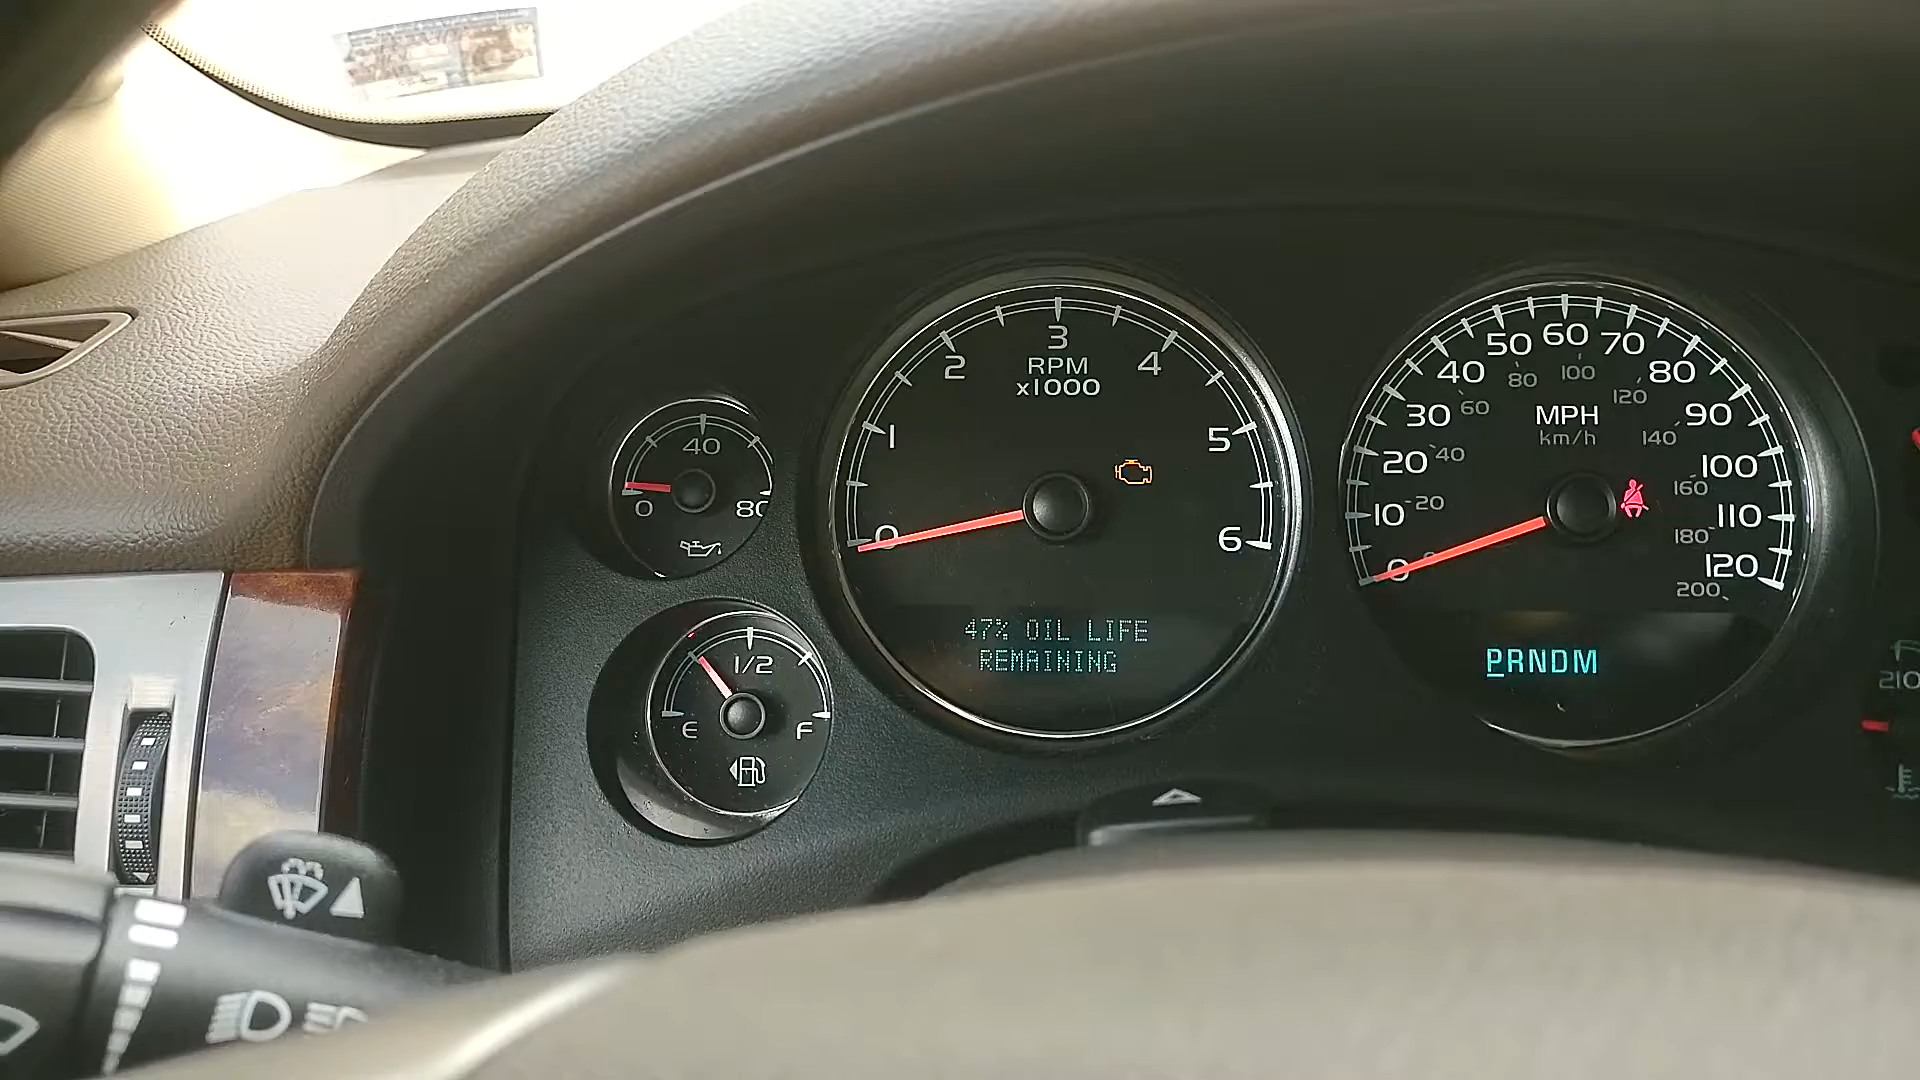 40
0 80
1 2 3 4 5
RPM
x1000
0 6
47% OIL LIFE
REMAINING
1/2
E F
0 10 20 30 40 50 60 70 80 90 100 110 120
20 40 60 80 100 120 140 160 180 200
MPH
km/h
PRNDM
210